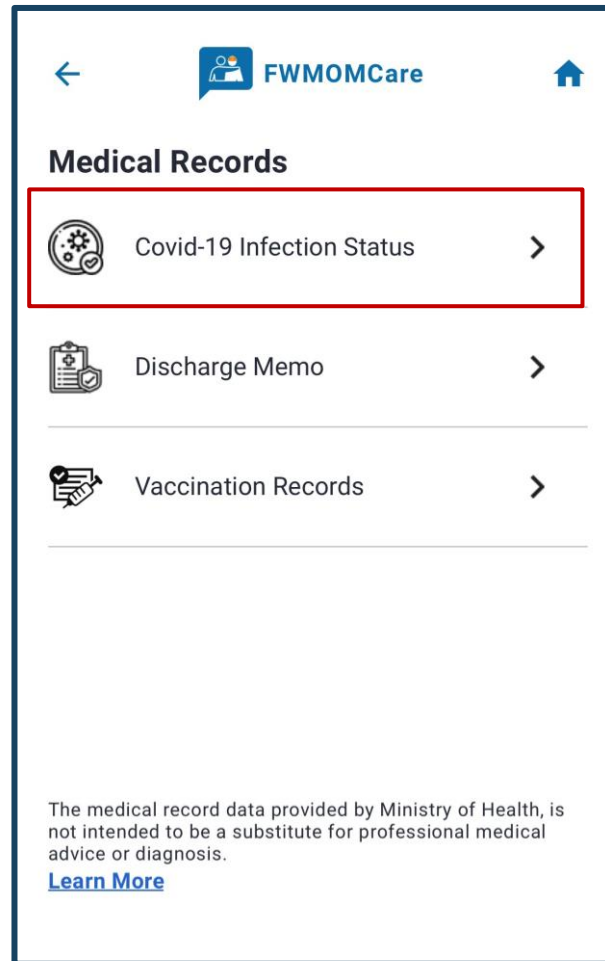 FWMOMCare
Medical Records
Covid-19 Infection Status
Discharge Memo
Vaccination Records
The medical record data provided by Ministry of Health, is
not intended to be a substitute for professional medical
advice or diagnosis.
Learn More